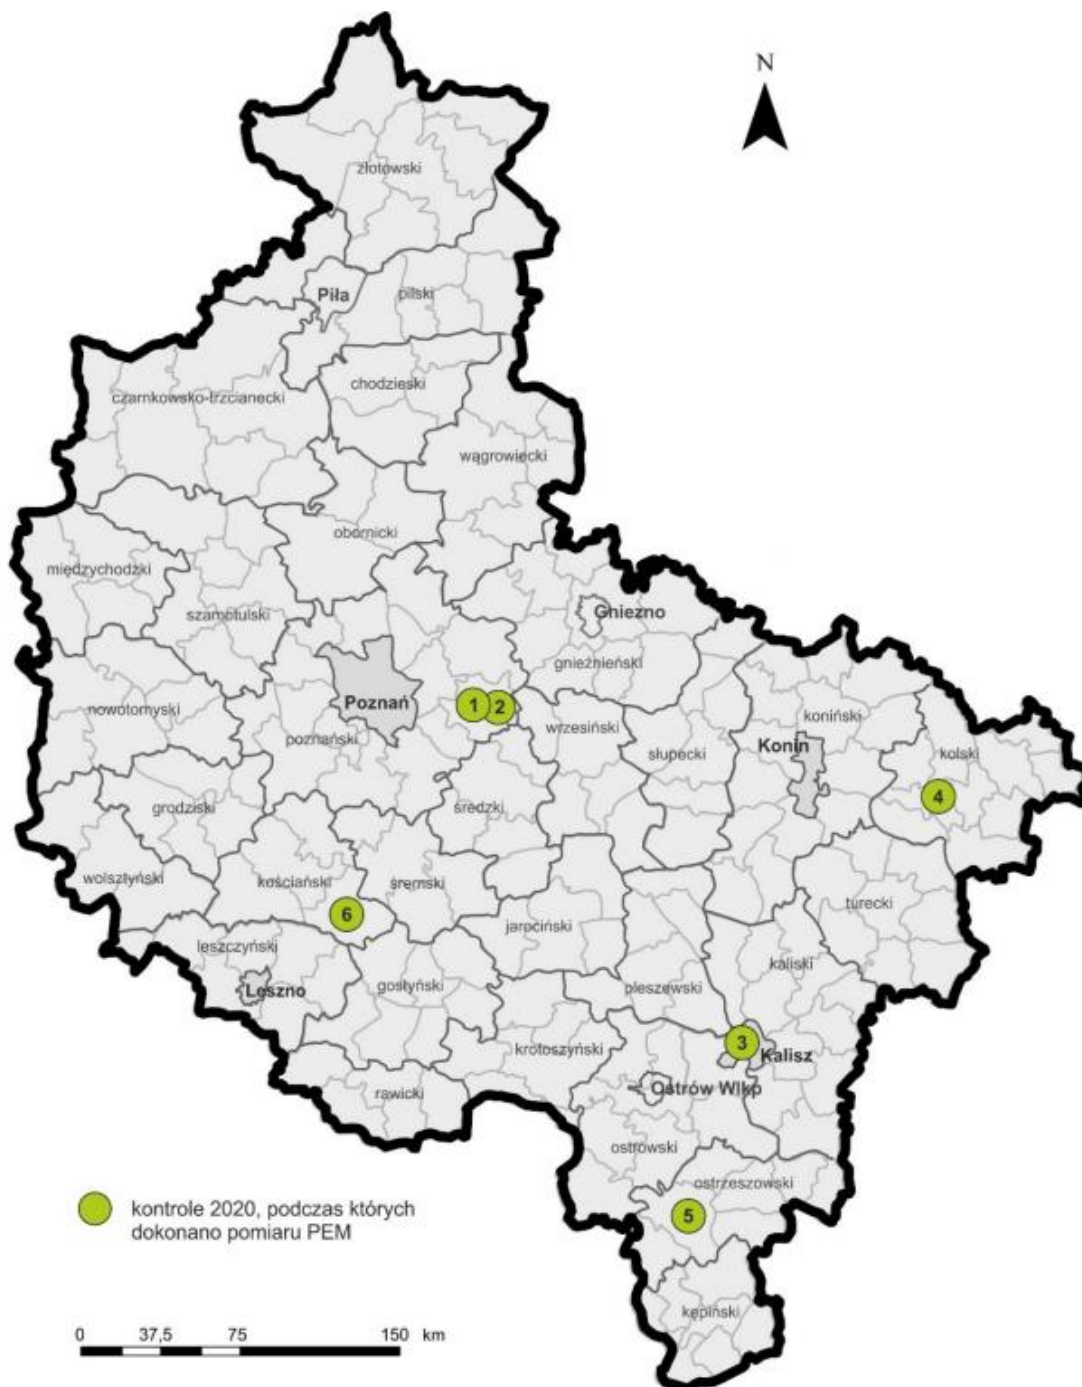 N
złotowski
Piła
pilski
chodzieski
czarnkowsko-trzcianecki
wągrowiecki
obornicki
międzychodzki
szamotulski
Gniezno
gnieźnieński
Poznań
1
2
nowotomyski
poznański
wrzesiński
słupecki
koniński
Konin
kolski
4
grodziski
średzki
wolsztyński
kościański
śremski
6
turecki
jarociński
leszczyński
kaliski
Leszno
gostyński
pleszewski
3
Kalisz
krotoszyński
Ostrów Wlkp
rawicki
ostrowski
ostrzeszowski
5
kontrole 2020, podczas których
dokonano pomiaru PEM
kępiński
0 37,5 75 150 km